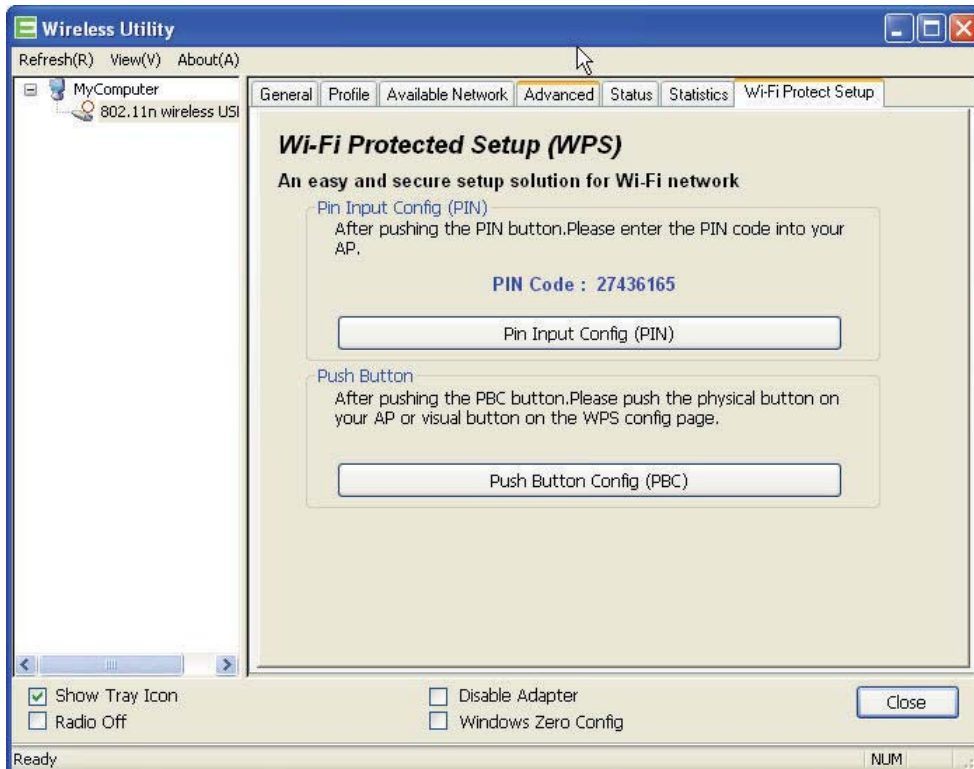 Wireless Utility
Refresh(R) View(V) About(A)
MyComputer
802.11n wireless USI
General Profile Available Network Advanced Status Statistics Wi-Fi Protect Setup
Wi-Fi Protected Setup (WPS)
An easy and secure setup solution for Wi-Fi network
Pin Input Config (PIN)
After pushing the PIN button.Please enter the PIN code into your
AP.
PIN Code : 27436165
Pin Input Config (PIN)
Push Button
After pushing the PBC button.Please push the physical button on
your AP or visual button on the WPS config page.
Push Button Config (PBC)
Show Tray Icon
Radio Off
Disable Adapter
Windows Zero Config
Close
Ready
NUM